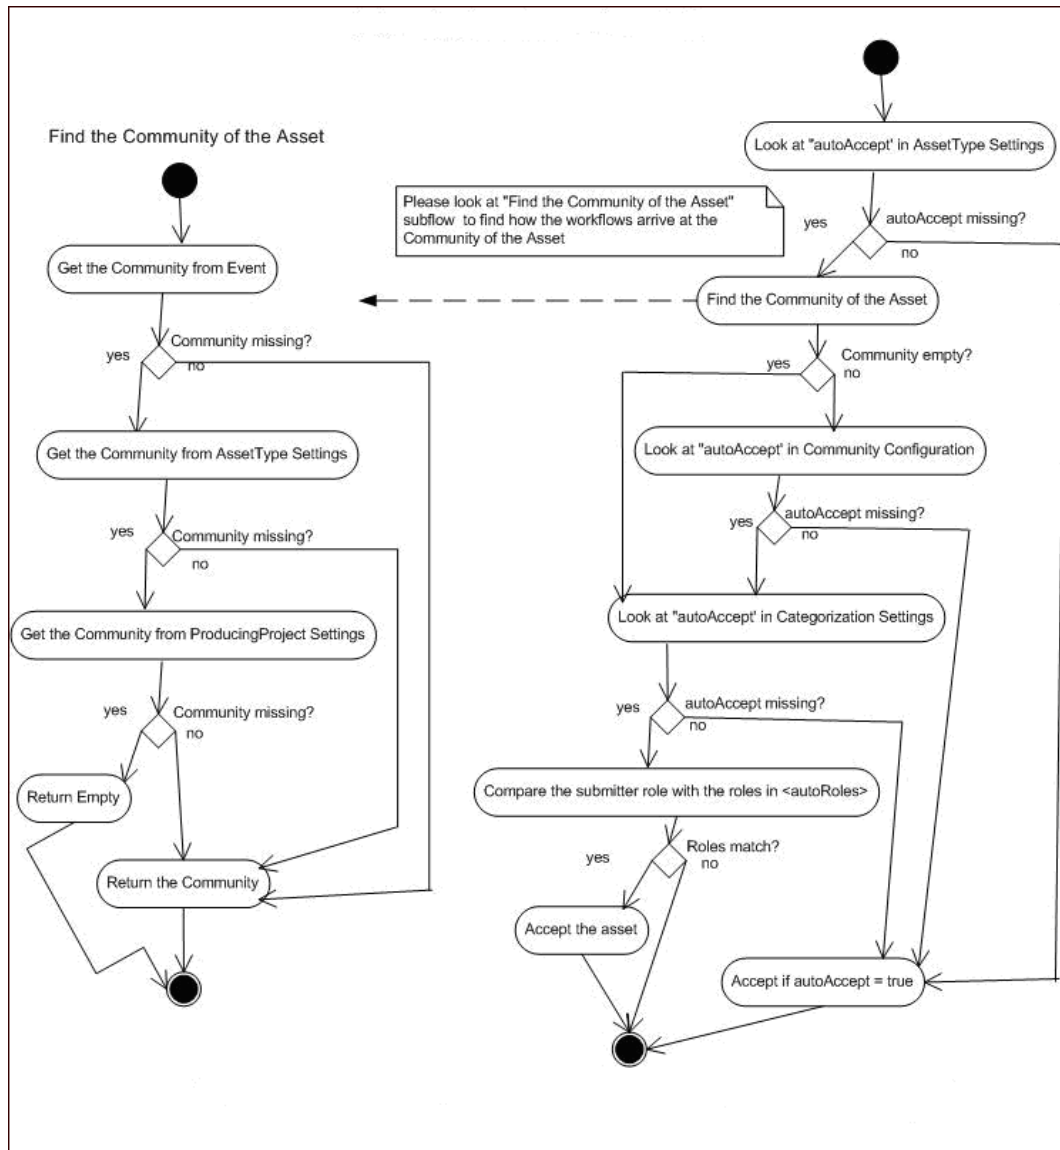 Find the Community of the Asset
Get the Community from Event
Community missing?
yes
no
Get the Community from AssetType Settings
Community missing?
yes
no
Get the Community from ProducingProject Settings
Community missing?
yes
no
Return Empty
Return the Community
Please look at "Find the Community of the Asset"
subflow to find how the workflows arrive at the
Community of the Asset
Look at "autoAccept' in AssetType Settings
autoAccept missing?
yes
no
Find the Community of the Asset
Community empty?
yes
no
Look at "autoAccept' in Community Configuration
autoAccept missing?
yes
no
Look at "autoAccept' in Categorization Settings
autoAccept missing?
yes
no
Compare the submitter role with the roles in <autoRoles>
Roles match?
yes
no
Accept the asset
Accept if autoAccept = true